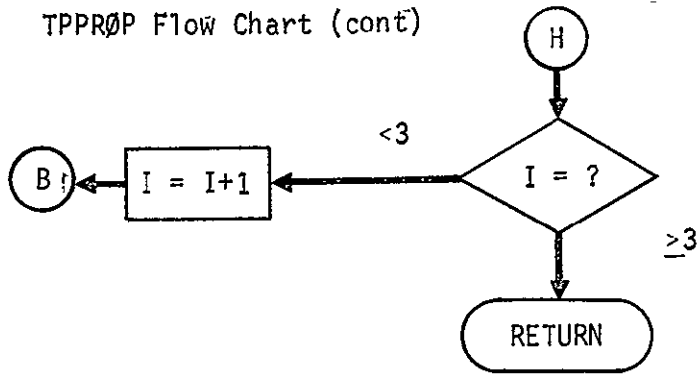 TPPRØP Flow Chart (cont)
H
<3
B
I = I+1
I = ?
≥3
RETURN